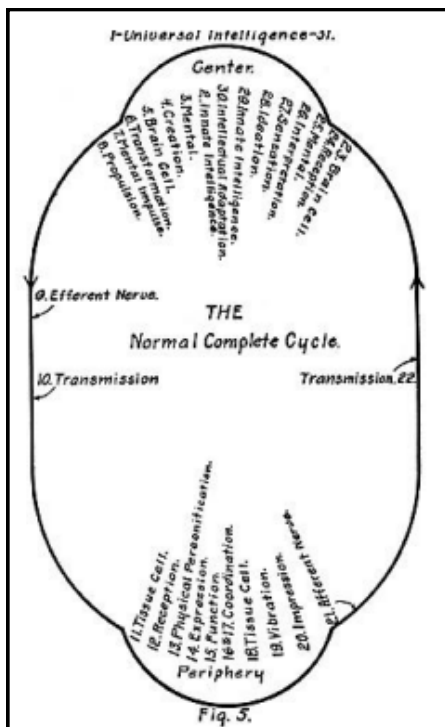 1-Universal Intelligence-31.
Center.
8. Propulsion.
7. Mental Impulse.
6. Transformation.
5. Brain Cell.
4. Creation.
3. Mental.
2. Innate Intelligence.
30. Intellectual Adaptation
29. Innate Intelligence.
28. Ideation.
27. Sensation.
26. Interpretation.
25. Mental.
24. Reception.
23. Brain Cell.
9. Efferent Nerve.
THE
Normal Complete Cycle.
10. Transmission
Transmission, 22.
11. Tissue Cell.
12. Reception.
13. Physical Personification.
14. Expression.
15. Function.
16&17. Coordination.
18. Tissue Cell.
19. Vibration.
20. Impression.
21. Afferent Nerve.
Periphery
Fig. 5.